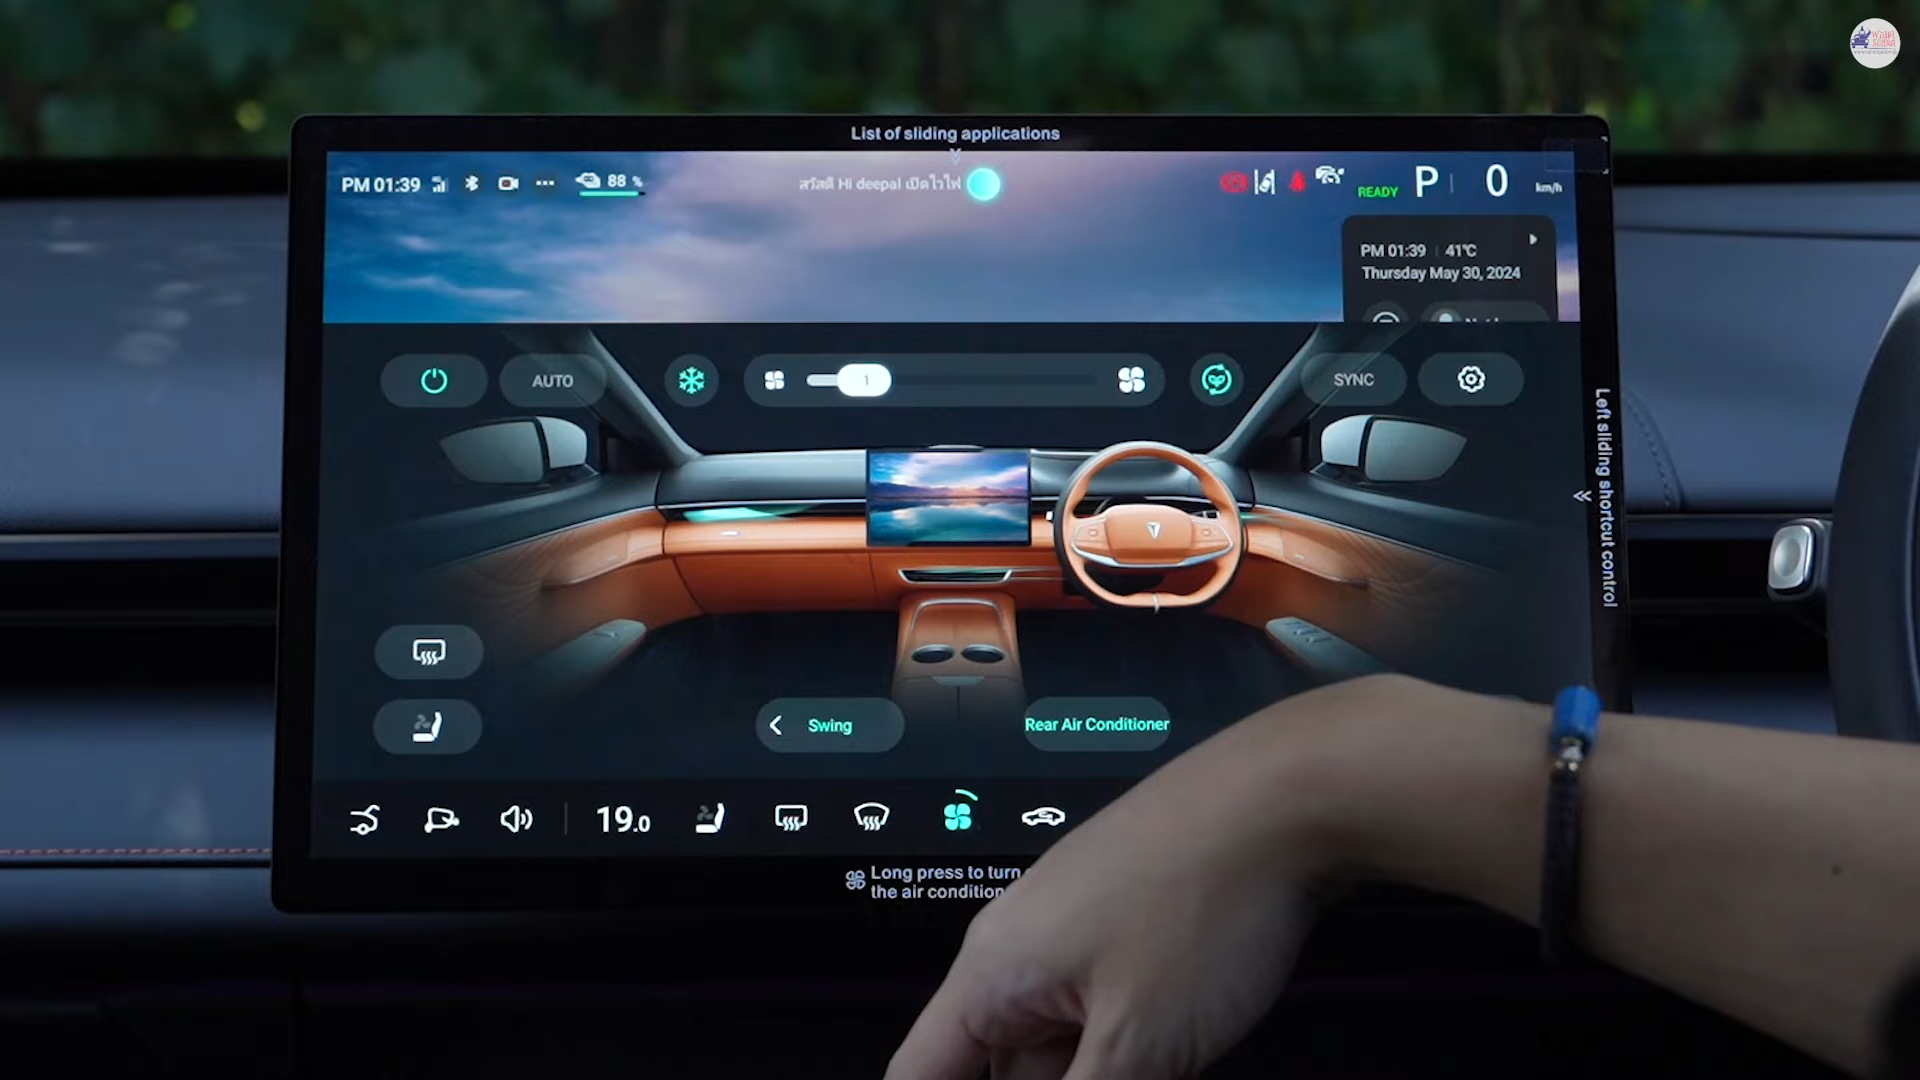 List of sliding applications
PM 01:39
88 %
สวัสดี Hi deepal เปิดไวไฟ
READY
P
0
km/h
PM 01:39 41℃
Thursday May 30, 2024
AUTO
1
SYNC
Left sliding shortcut control
Swing
Rear Air Conditioner
19.0
Long press to turn
the air condition